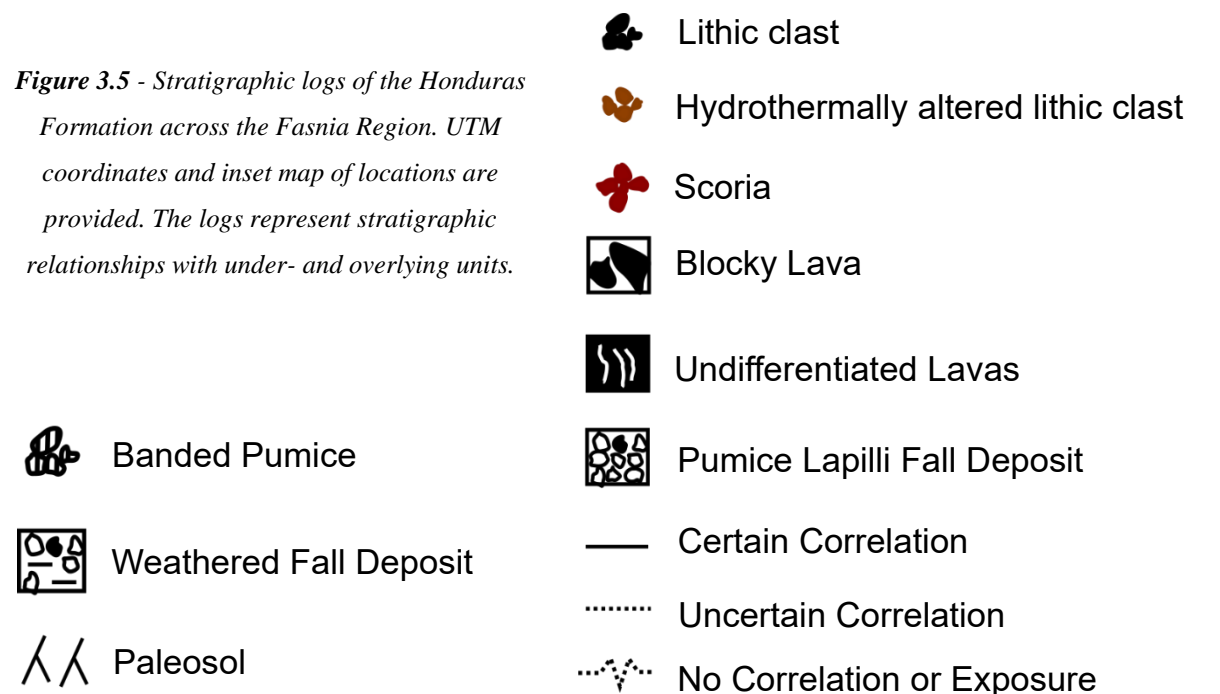 Figure 3.5 - Stratigraphic logs of the Honduras
Formation across the Fasnia Region. UTM
coordinates and inset map of locations are
provided. The logs represent stratigraphic
relationships with under- and overlying units.
Banded Pumice
Weathered Fall Deposit
Paleosol
Lithic clast
Hydrothermally altered lithic clast
Scoria
Blocky Lava
Undifferentiated Lavas
Pumice Lapilli Fall Deposit
Certain Correlation
Uncertain Correlation
No Correlation or Exposure